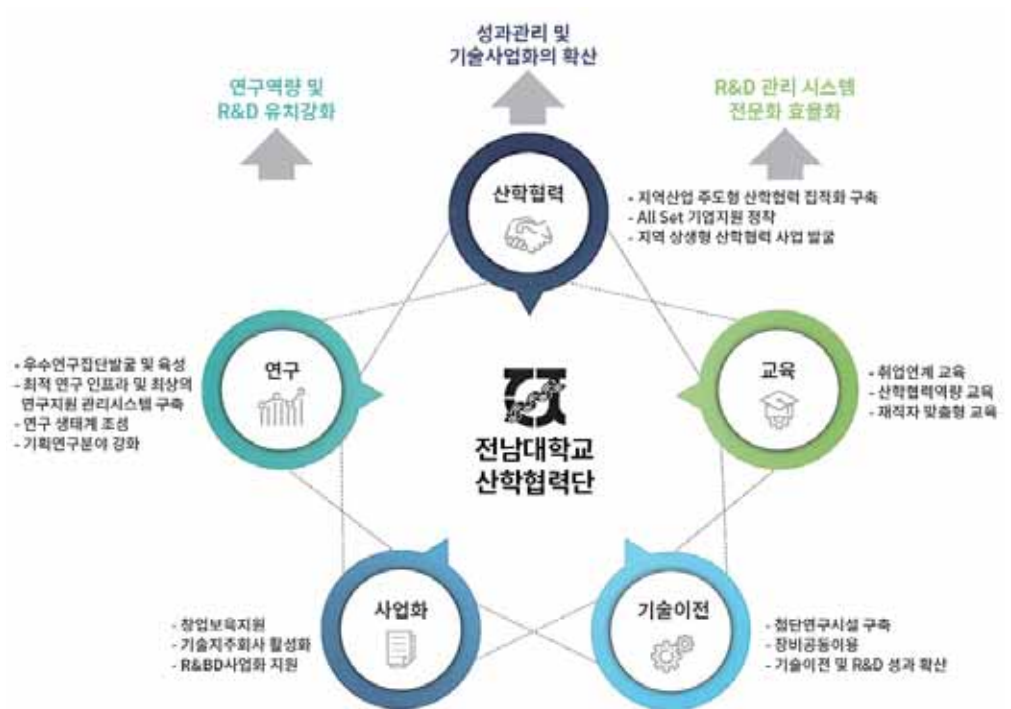 성과관리 및
기술사업화의 확산
연구역량 및
R&D 유치강화
R&D 관리 시스템
전문화 효율화
산학협력
- 지역산업 주도형 산학협력 집적화 구축
- All Set 기업지원 정착
- 지역 상생형 산학협력 사업 발굴
연구
- 우수연구집단발굴 및 육성
- 최적 연구 인프라 및 최상의
연구지원 관리시스템 구축
- 연구 생태계 조성
- 기획연구분야 강화
교육
- 취업연계 교육
- 산학협력역량 교육
- 재직자 맞춤형 교육
전남대학교
산학협력단
사업화
- 창업보육지원
- 기술지주회사 활성화
- R&BD사업화 지원
기술이전
- 첨단연구시설 구축
- 장비공동이용
- 기술이전 및 R&D 성과 확산